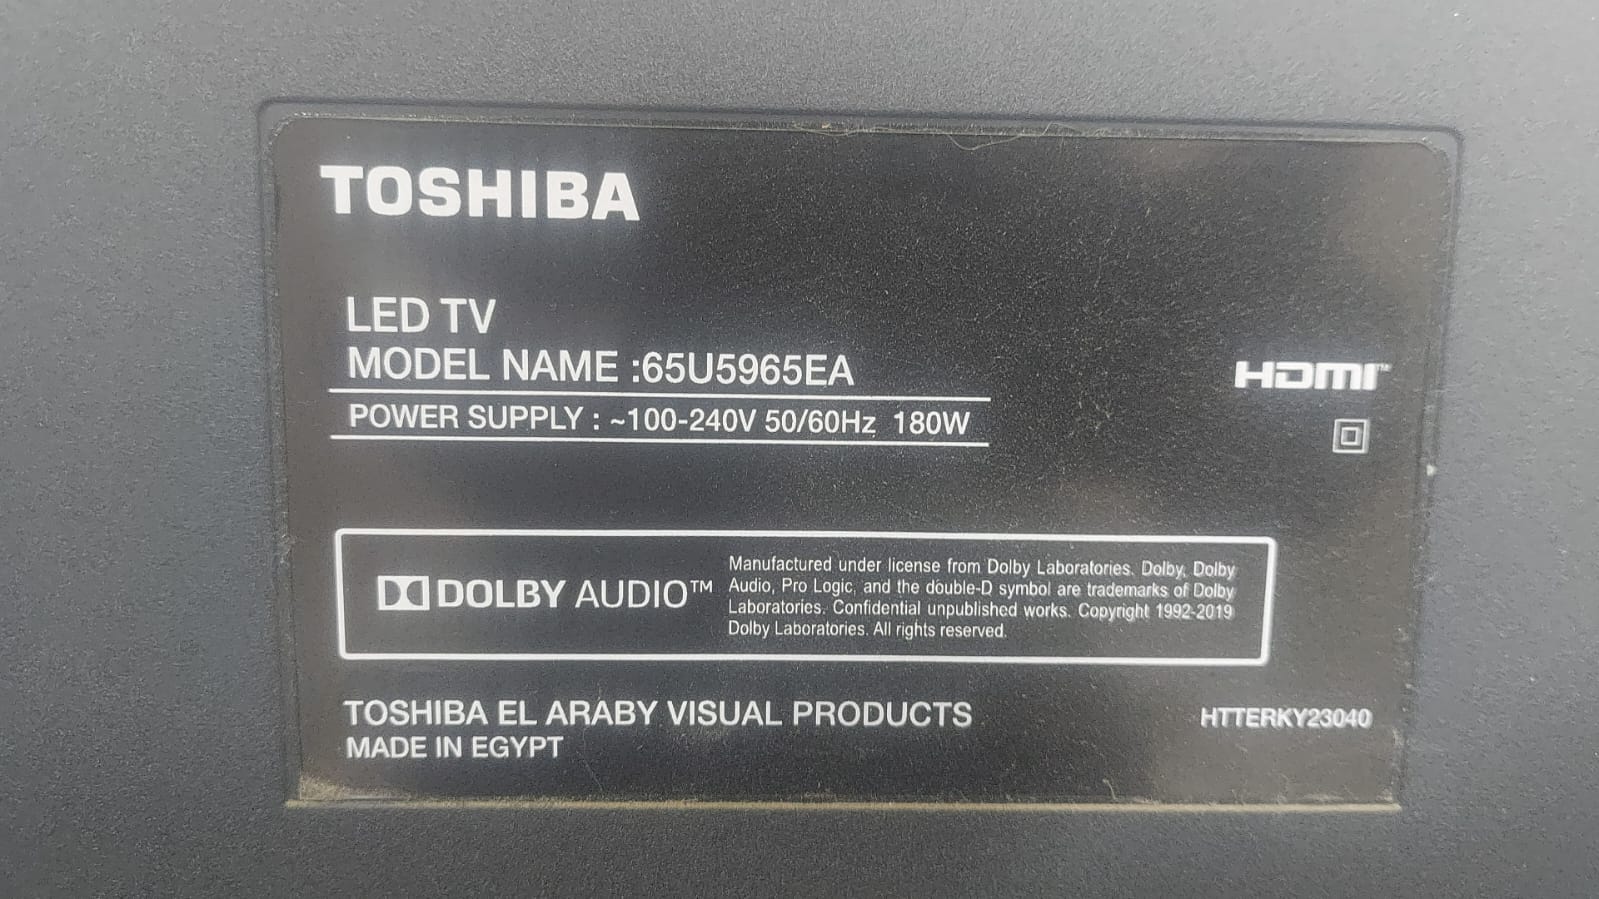 TOSHIBA
LED TV
MODEL NAME :65U5965EA
POWER SUPPLY : ~100-240V 50/60Hz 180W
HDMI™
DOLBY AUDIO™
Manufactured under license from Dolby Laboratories. Dolby, Dolby
Audio, Pro Logic, and the double-D symbol are trademarks of Dolby
Laboratories. Confidential unpublished works. Copyright 1992-2019
Dolby Laboratories. All rights reserved.
TOSHIBA EL ARABY VISUAL PRODUCTS
MADE IN EGYPT
HTTERKY23040